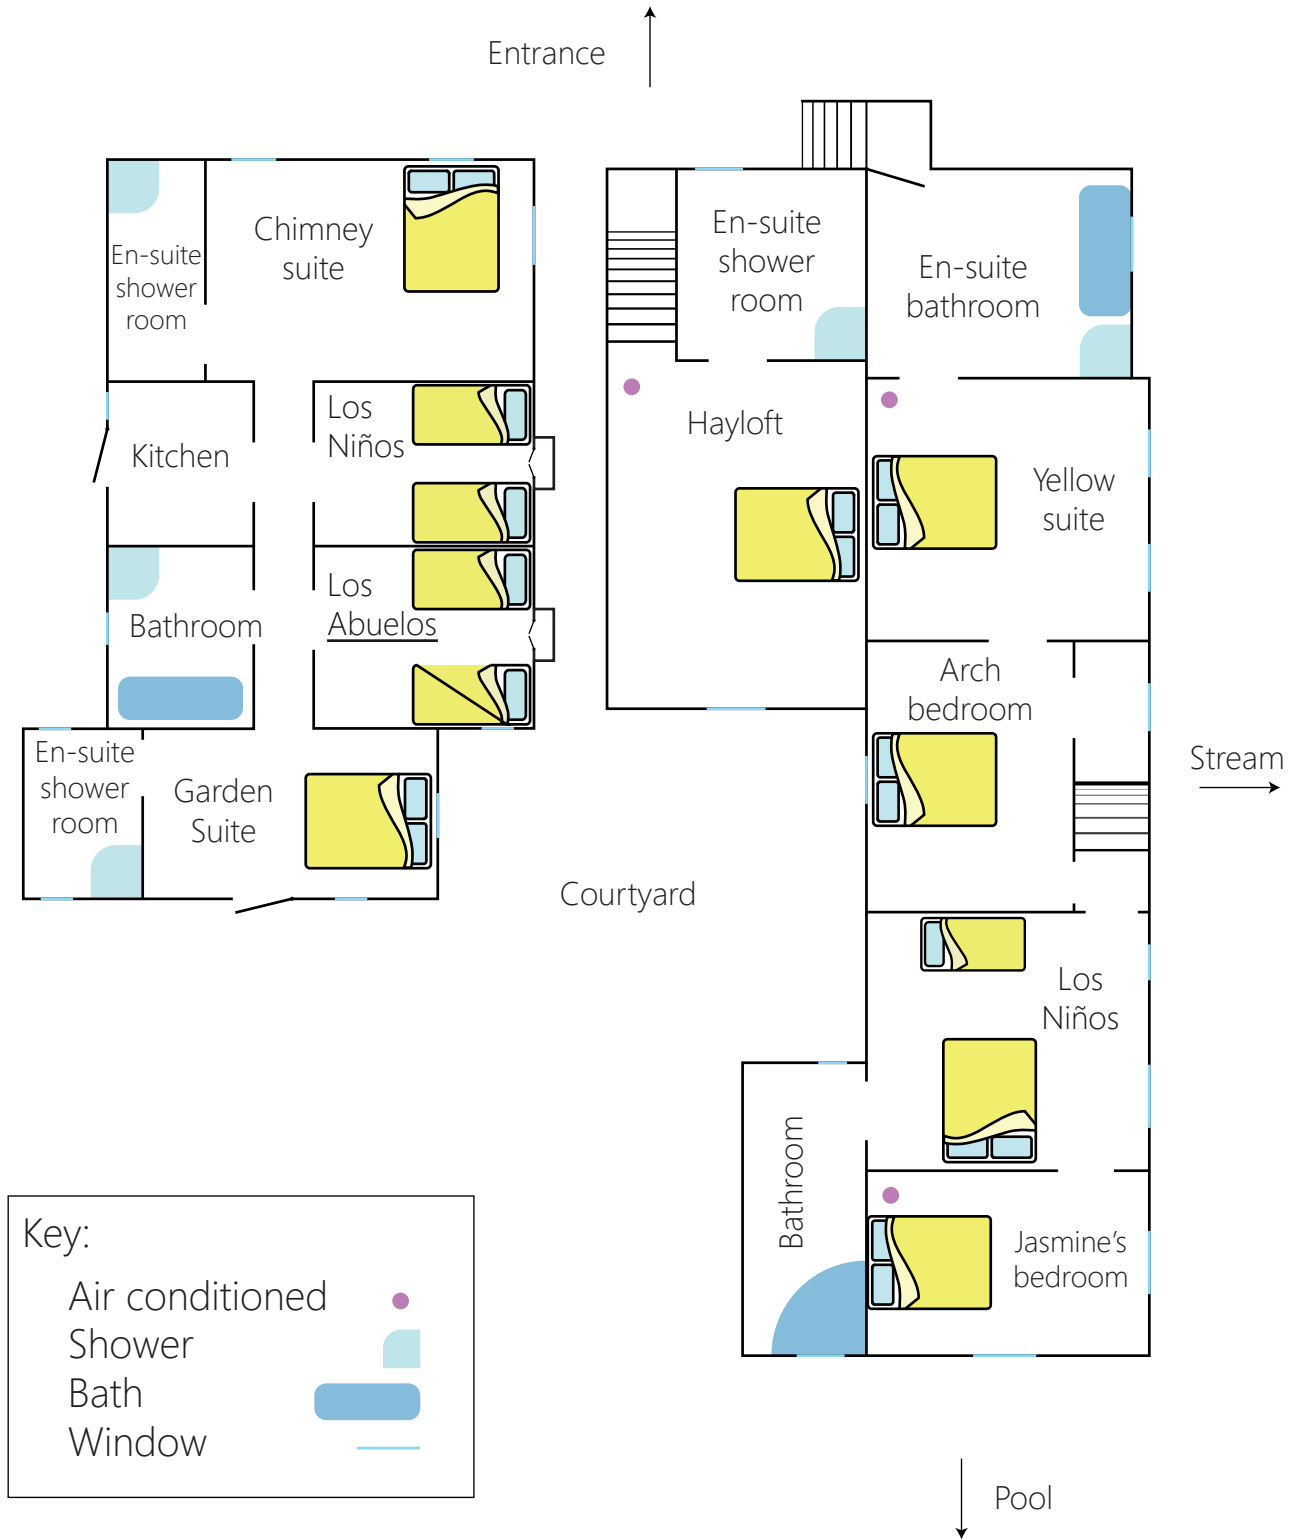 Entrance
Chimney
suite
En-suite
shower
room
En-suite
shower
room
En-suite
bathroom
Los
Niños
Kitchen
Hayloft
Yellow
suite
Los
Abuelos
Bathroom
Arch
bedroom
En-suite
shower
room
Garden
Suite
Stream
Courtyard
Los
Niños
Bathroom
Jasmine's
bedroom
Key:
Air conditioned
Shower
Bath
Window
Pool